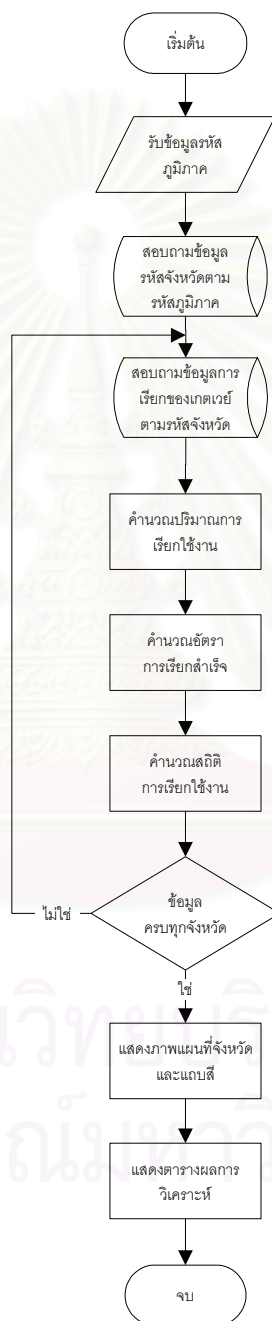 เริ่มต้น
รับข้อมูลรหัส
ภูมิภาค
สอบถามข้อมูล
รหัสจังหวัดตาม
รหัสภูมิภาค
สอบถามข้อมูลการ
เรียกของเกตเวย์
ตามรหัสจังหวัด
คำนวณปริมาณการ
เรียกใช้งาน
คำนวณอัตรา
การเรียกสำเร็จ
คำนวณสถิติ
การเรียกใช้งาน
ข้อมูล
ครบทุกจังหวัด
ไม่ใช่
ใช่
แสดงภาพแผนที่จังหวัด
และแถบสี
แสดงตารางผลการ
วิเคราะห์
จบ